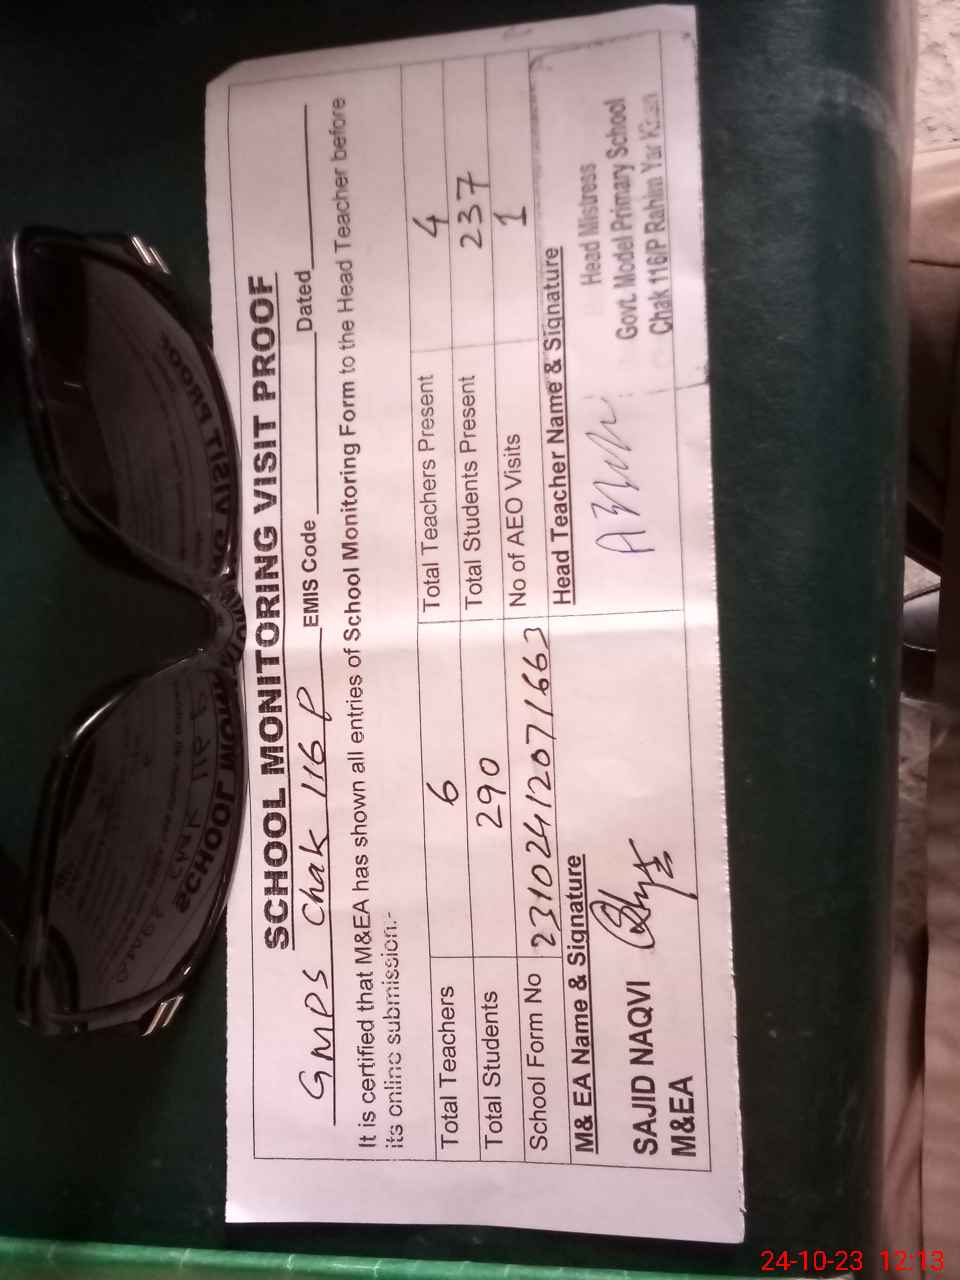 SCHOOL MONITORING VISIT PROOF
GMPS Chak 116 P EMIS Code Dated
It is certified that M&EA has shown all entries of School Monitoring Form to the Head Teacher before
its online submission:-
Total Teachers 6 Total Teachers Present 4
Total Students 290 Total Students Present 237
School Form No 23102412071663 No of AEO Visits 1
M& EA Name & Signature Head Teacher Name & Signature
SAJID NAQVI
M&EA
Head Mistress
Govt. Model Primary School
Chak 116/P Rahim Yar Khan
24-10-23 12:13